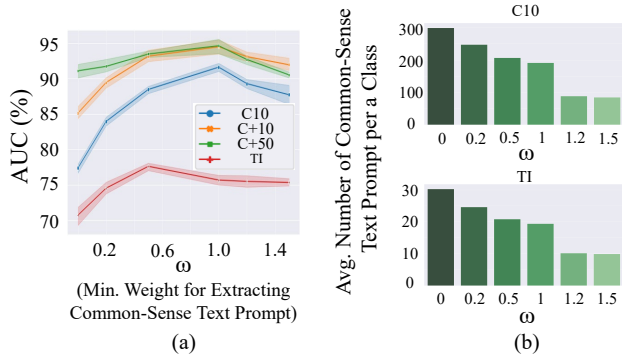 (a)
AUC (%)
95
90
85
80
75
70
C10
C+10
C+50
TI
0.2
0.6
1.0
1.4
ω
(Min. Weight for Extracting
Common-Sense Text Prompt)
(a)
(b)
Avg. Number of Common-Sense
Text Prompt per a Class
C10
300
200
100
0
0
0.2
0.5
1
1.2
1.5
ω
TI
30
20
10
0
0
0.2
0.5
1
1.2
1.5
ω
(b)